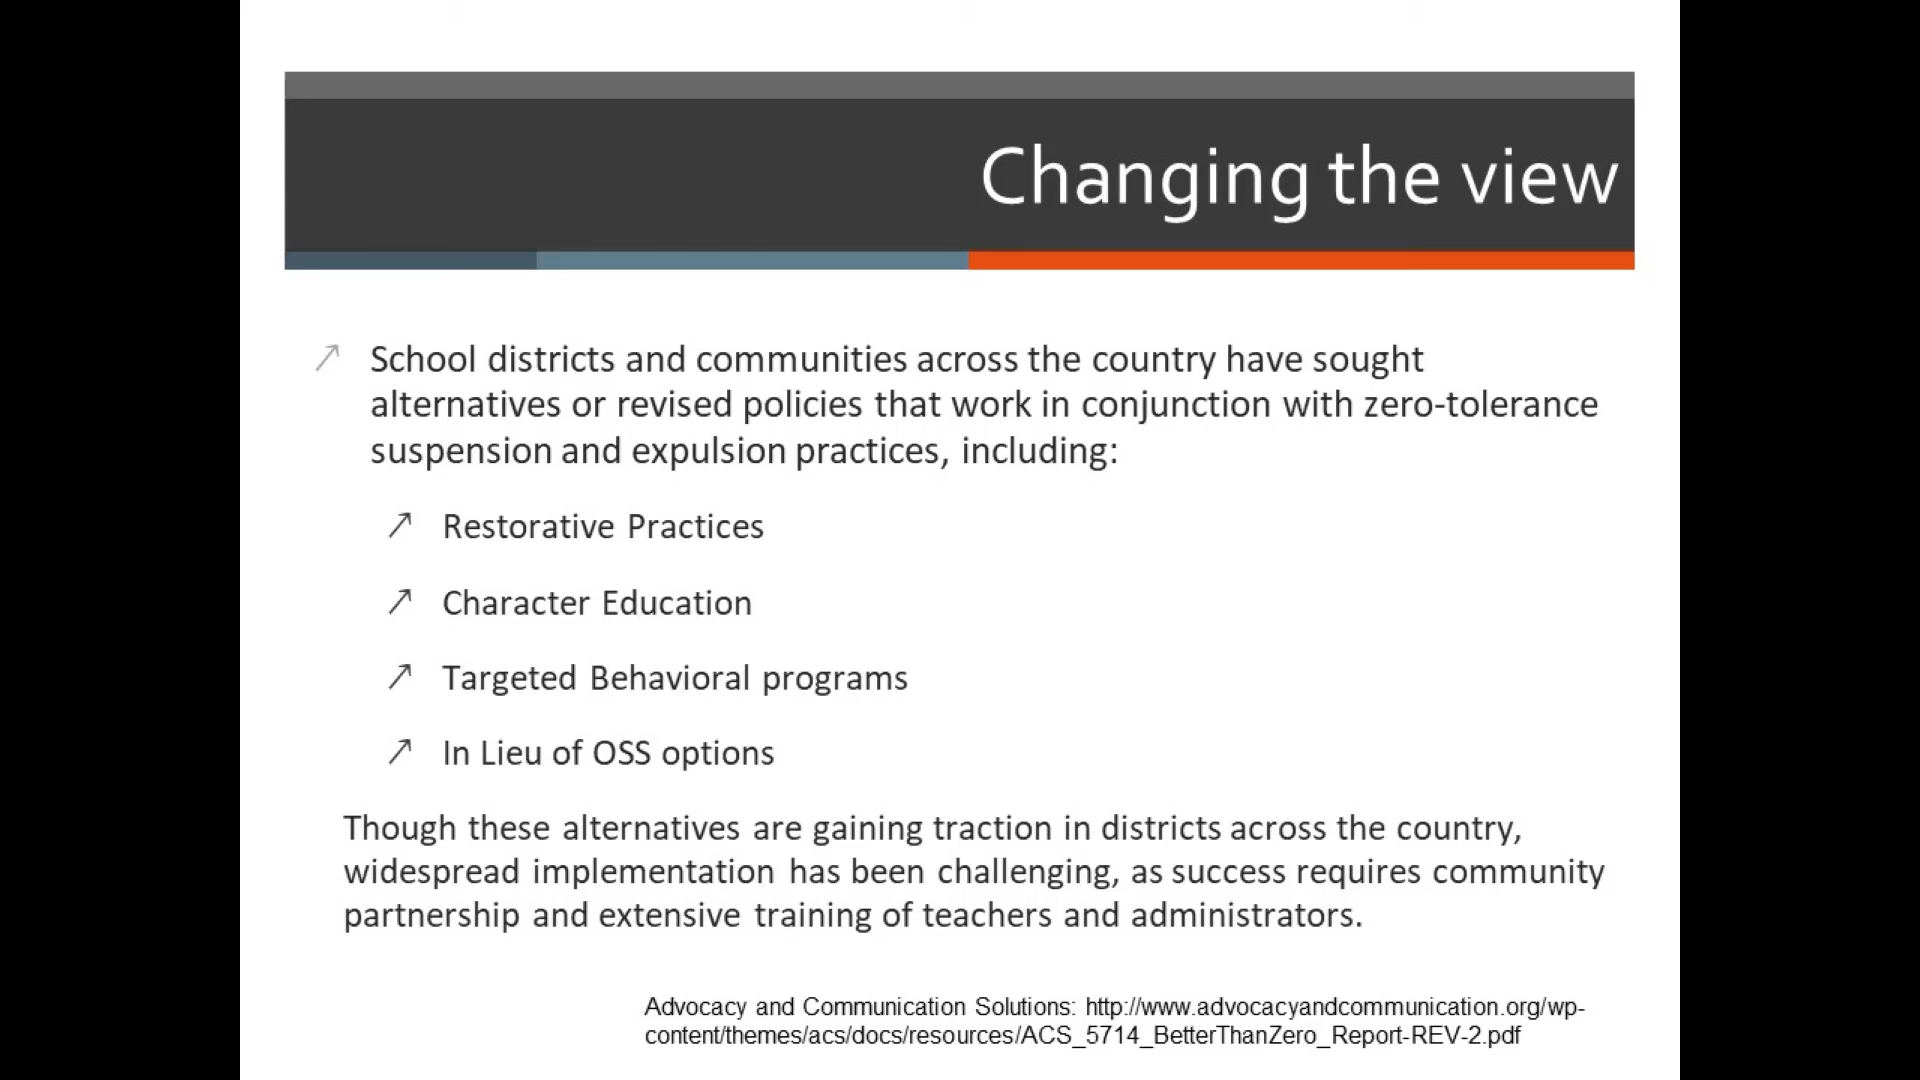 Changing the view
School districts and communities across the country have sought
alternatives or revised policies that work in conjunction with zero-tolerance
suspension and expulsion practices, including:
Restorative Practices
Character Education
Targeted Behavioral programs
In Lieu of OSS options
Though these alternatives are gaining traction in districts across the country,
widespread implementation has been challenging, as success requires community
partnership and extensive training of teachers and administrators.
Advocacy and Communication Solutions: http://www.advocacyandcommunication.org/wp-
content/themes/acs/docs/resources/ACS_5714_BetterThanZero_Report-REV-2.pdf